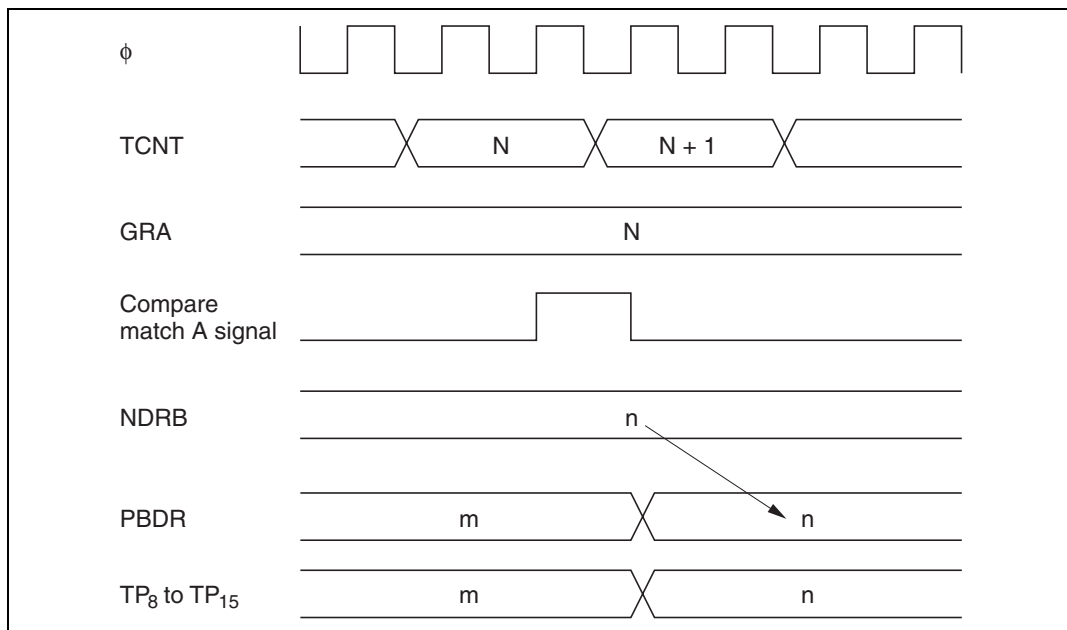 ϕ
TCNT N N + 1
GRA N
Compare
match A signal
NDRB n
PBDR m n
TP8 to TP15 m n